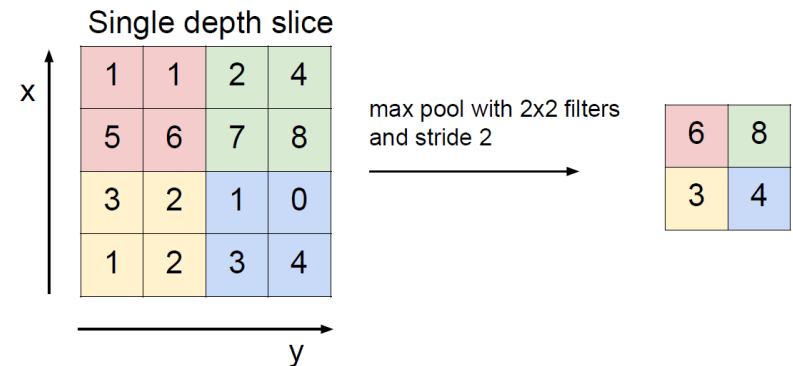 Single depth slice
x
1 1 2 4
5 6 7 8
3 2 1 0
1 2 3 4
y
max pool with 2x2 filters
and stride 2
6 8
3 4